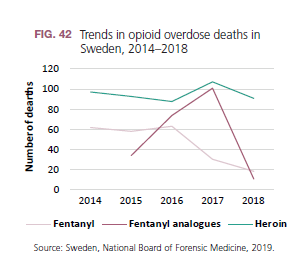 FIG. 42 Trends in opioid overdose deaths in
Sweden, 2014–2018
120
100
80
60
40
20
0
Number of deaths
2014 2015 2016 2017 2018
Fentanyl Fentanyl analogues Heroin
Source: Sweden, National Board of Forensic Medicine, 2019.